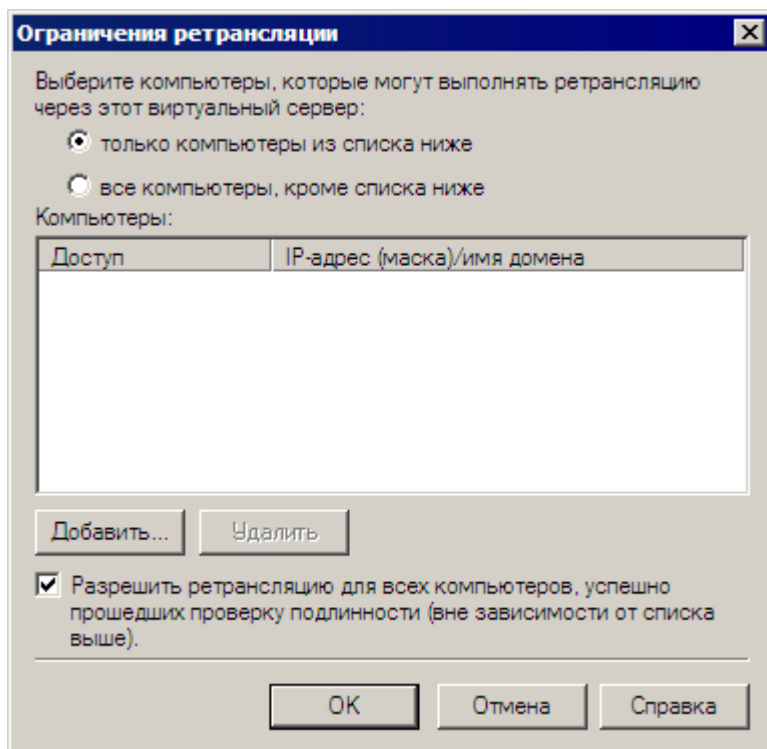 Ограничения ретрансляции
Выберите компьютеры, которые могут выполнять ретрансляцию
через этот виртуальный сервер:
только компьютеры из списка ниже
все компьютеры, кроме списка ниже
Компьютеры:
Доступ IP-адрес (маска)/имя домена
Добавить... Удалить
Разрешить ретрансляцию для всех компьютеров, успешно
прошедших проверку подлинности (вне зависимости от списка
выше).
OK Отмена Справка